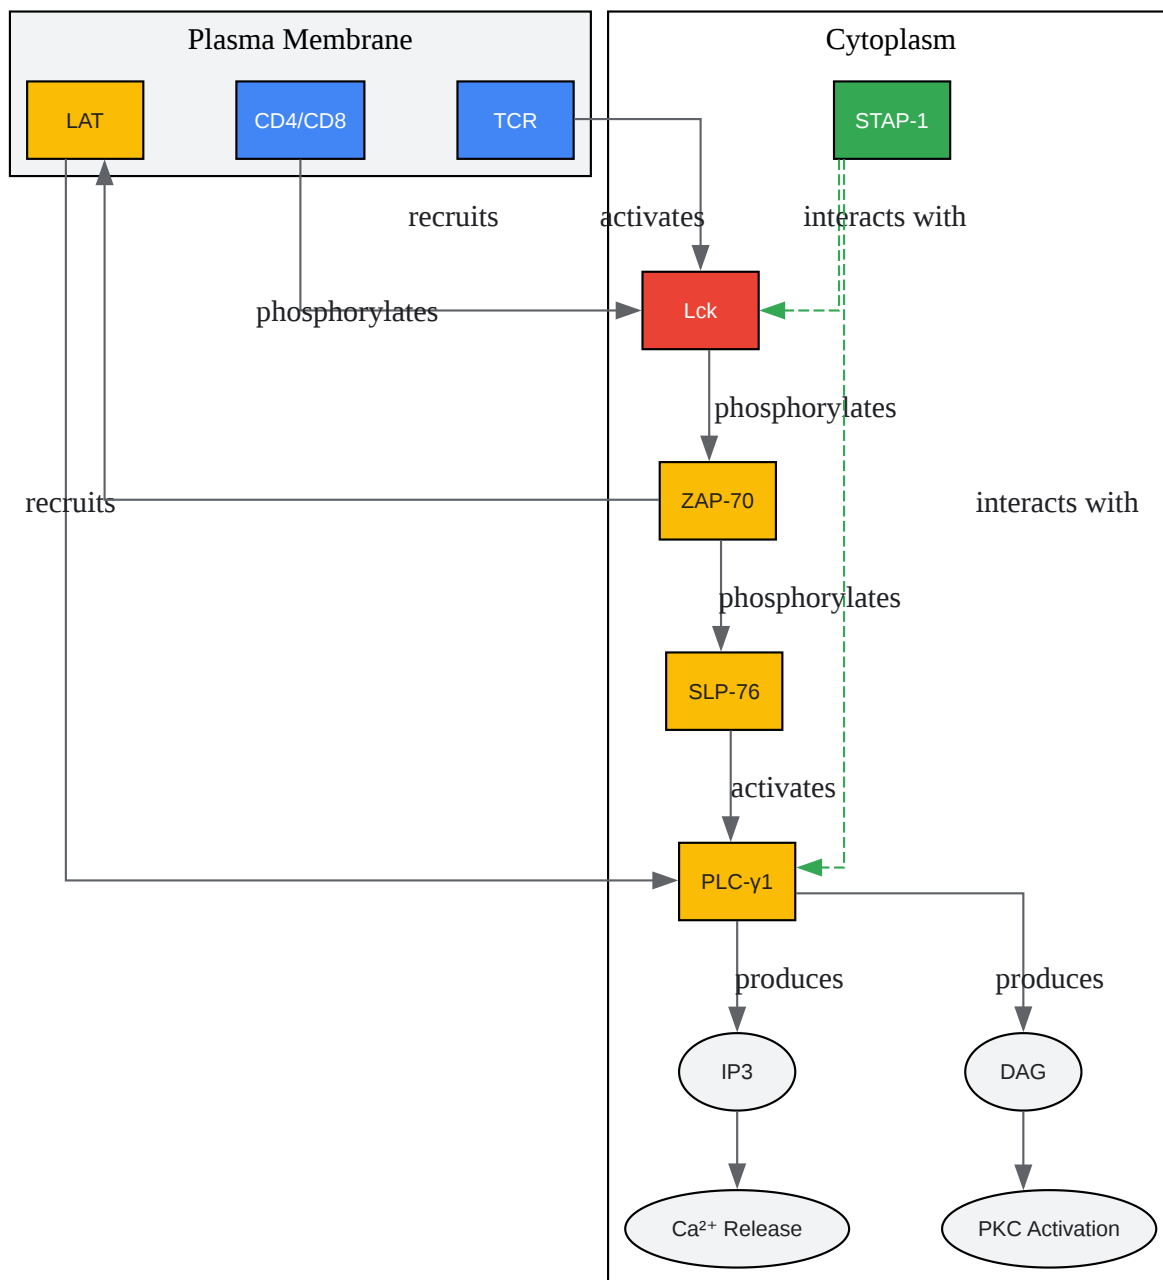 Plasma Membrane
Cytoplasm
LAT
CD4/CD8
TCR
STAP-1
recruits
activates
interacts with
phosphorylates
Lck
phosphorylates
recruits
ZAP-70
interacts with
phosphorylates
SLP-76
activates
PLC-γ1
produces
produces
IP3
DAG
Ca²⁺ Release
PKC Activation